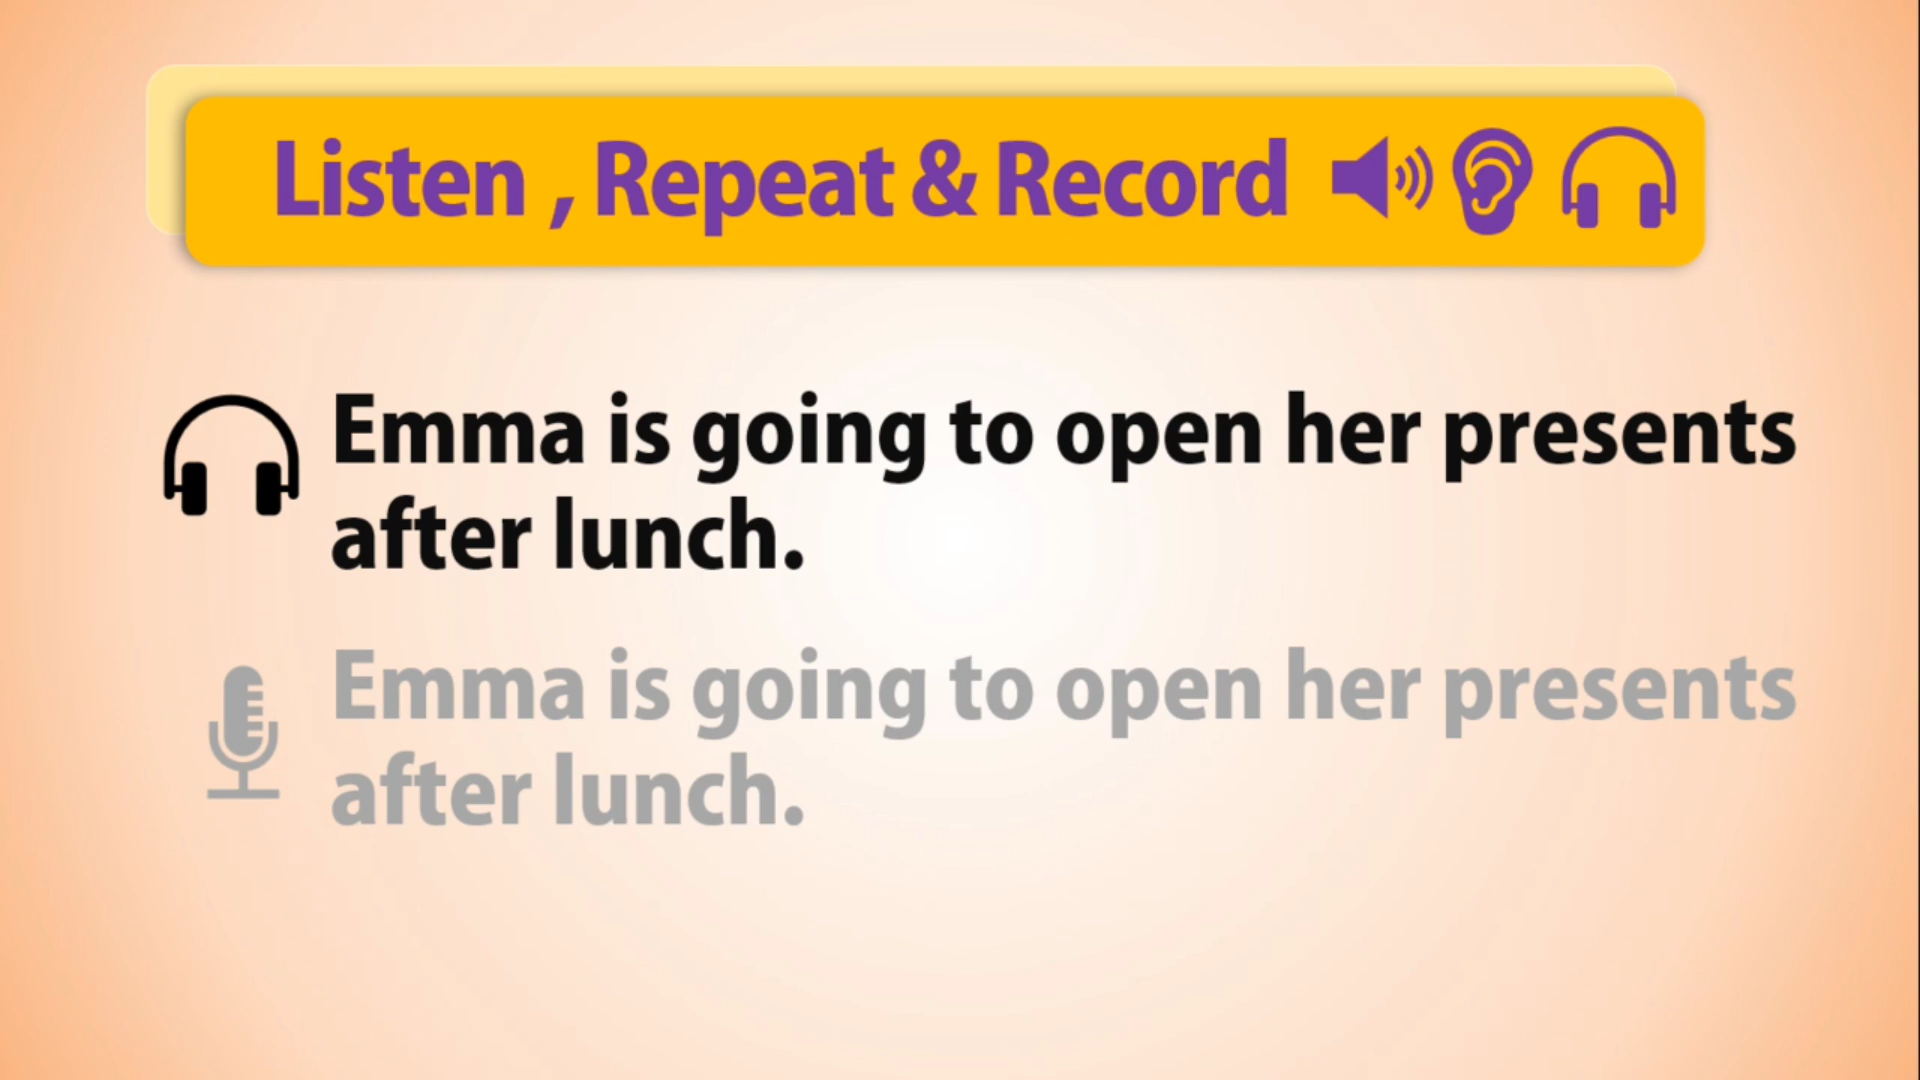 Listen , Repeat & Record
Emma is going to open her presents
after lunch.
Emma is going to open her presents
after lunch.